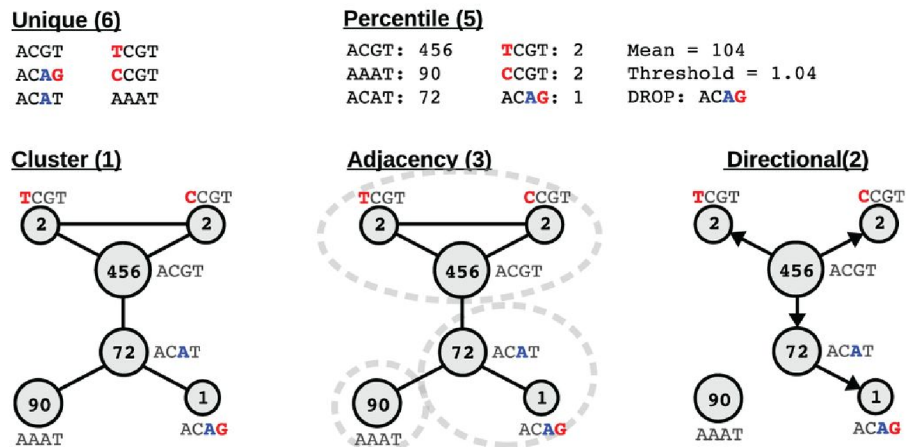 Unique (6)
ACGT TCGT
ACAG CCGT
ACAT AAAT
Percentile (5)
ACGT: 456 TCGT: 2 Mean = 104
AAAT: 90 CCGT: 2 Threshold = 1.04
ACAT: 72 ACAG: 1 DROP: ACAG
Cluster (1)
TCGT CCGT
2 2
456 ACGT
72 ACAT
90 1
AAAT ACAG
Adjacency (3)
TCGT CCGT
2 2
456 ACGT
72 ACAT
90 1
AAAT ACAG
Directional(2)
TCGT CCGT
2 2
456 ACGT
72 ACAT
90 1
AAAT ACAG